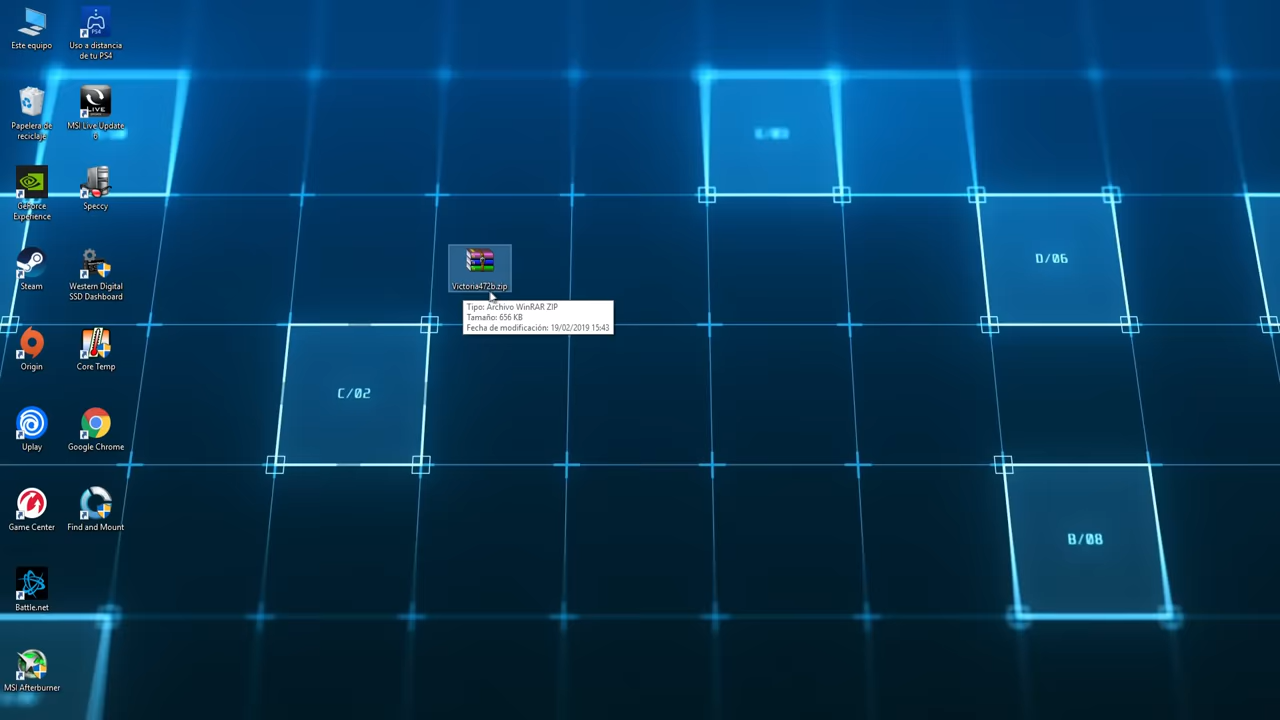 Este equipo
Uso a distancia
de tu PS4
Papelera de
reciclaje
LIVE
MSI Live Update
6
GeForce
Experience
Speccy
Steam
Western Digital
SSD Dashboard
Origin
Core Temp
Uplay
Google Chrome
Game Center
Find and Mount
Battle.net
MSI Afterburner
Victoria472b.zip
Tipo: Archivo WinRAR ZIP
Tamaño: 656 KB
Fecha de modificación: 19/02/2019 15:43
C/02
D/06
B/08